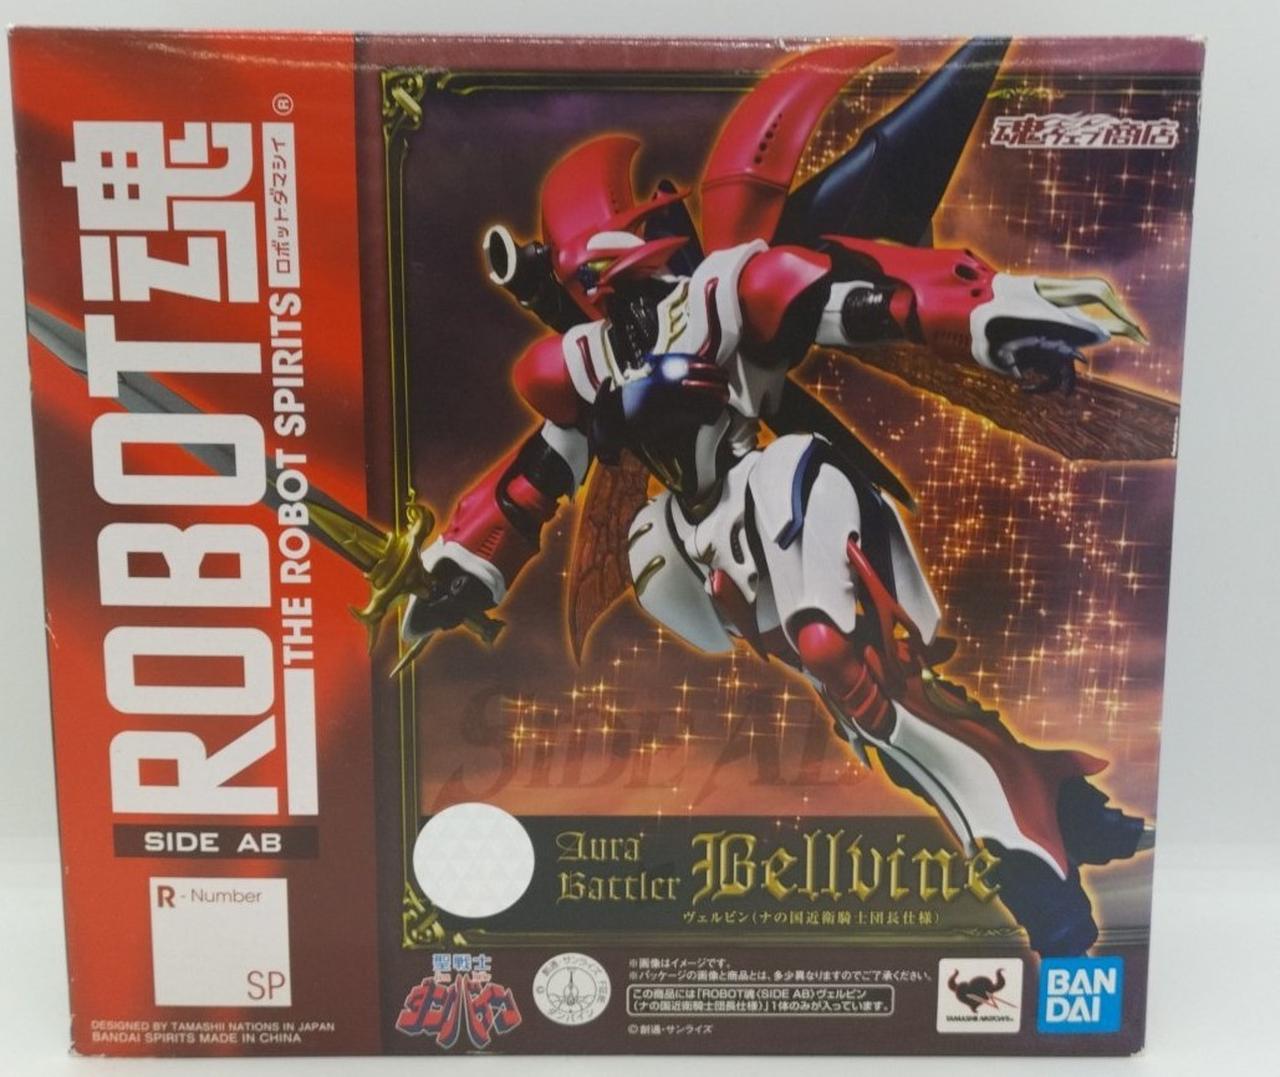 ROBOT魂
®
ロボットダマシイ
THE ROBOT SPIRITS
SIDE AB
R - Number
SP
DESIGNED BY TAMASHII NATIONS IN JAPAN
BANDAI SPIRITS MADE IN CHINA
魂ウェブ商店
SIDE AB
Aura
Battler Bellvine
ヴェルビン(ナの国近衛騎士団長仕様)
聖戦士
ダンバイン
創通・サンライズ
※画像はイメージです。
※パッケージの画像と商品とは、多少異なりますのでご了承ください。
この商品には「ROBOT魂〈SIDE AB〉ヴェルビン
(ナの国近衛騎士団長仕様)」1体のみが入っています。
©創通・サンライズ
TAMASHII NATIONS
BAN
DAI